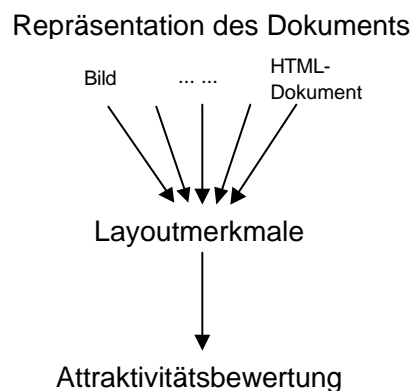 Repräsentation des Dokuments
Bild ... ... HTML-
Dokument
Layoutmerkmale
Attraktivitätsbewertung